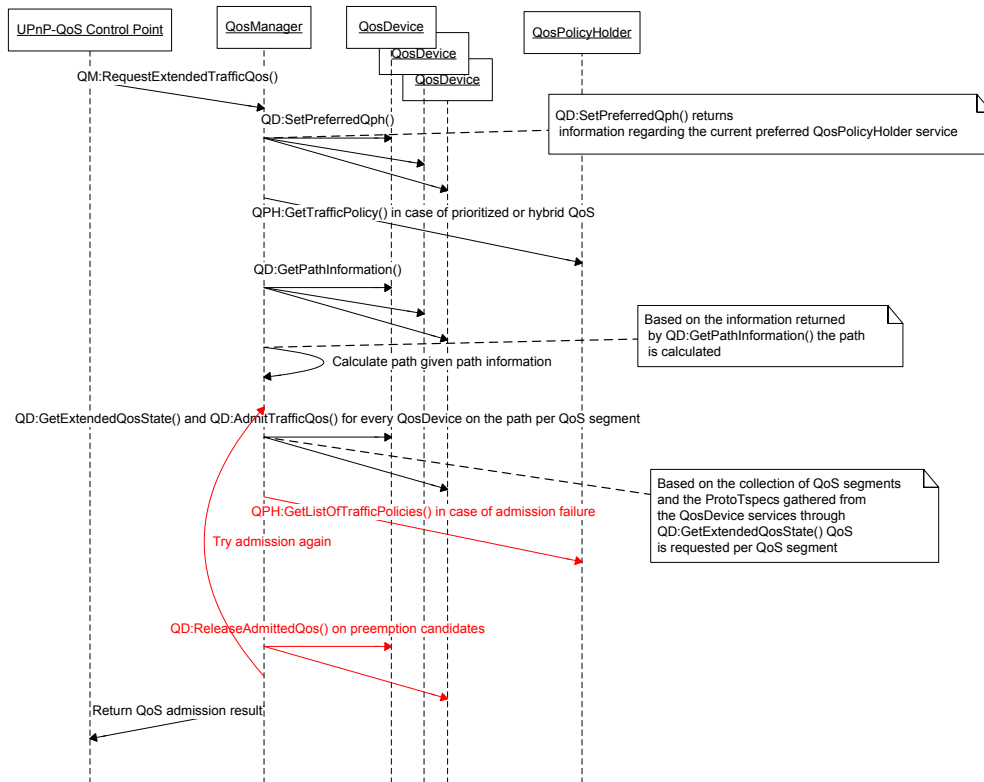 UPnP-QoS Control Point
QosManager
QosDevice
QosPolicyHolder
QosDevice
QosDevice
QM:RequestExtendedTrafficQos()
QD:SetPreferredQph()
QD:SetPreferredQph() returns
information regarding the current preferred QosPolicyHolder service
QPH:GetTrafficPolicy() in case of prioritized or hybrid QoS
QD:GetPathInformation()
Based on the information returned
by QD:GetPathInformation() the path
is calculated
Calculate path given path information
QD:GetExtendedQosState() and QD:AdmitTrafficQos() for every QosDevice on the path per QoS segment
Based on the collection of QoS segments
and the ProtoTspecs gathered from
the QosDevice services through
QD:GetExtendedQosState() QoS
is requested per QoS segment
QPH:GetListOfTrafficPolicies() in case of admission failure
Try admission again
QD:ReleaseAdmittedQos() on preemption candidates
Return QoS admission result